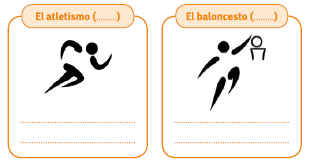 El atletismo (.......)
El baloncesto (.......)